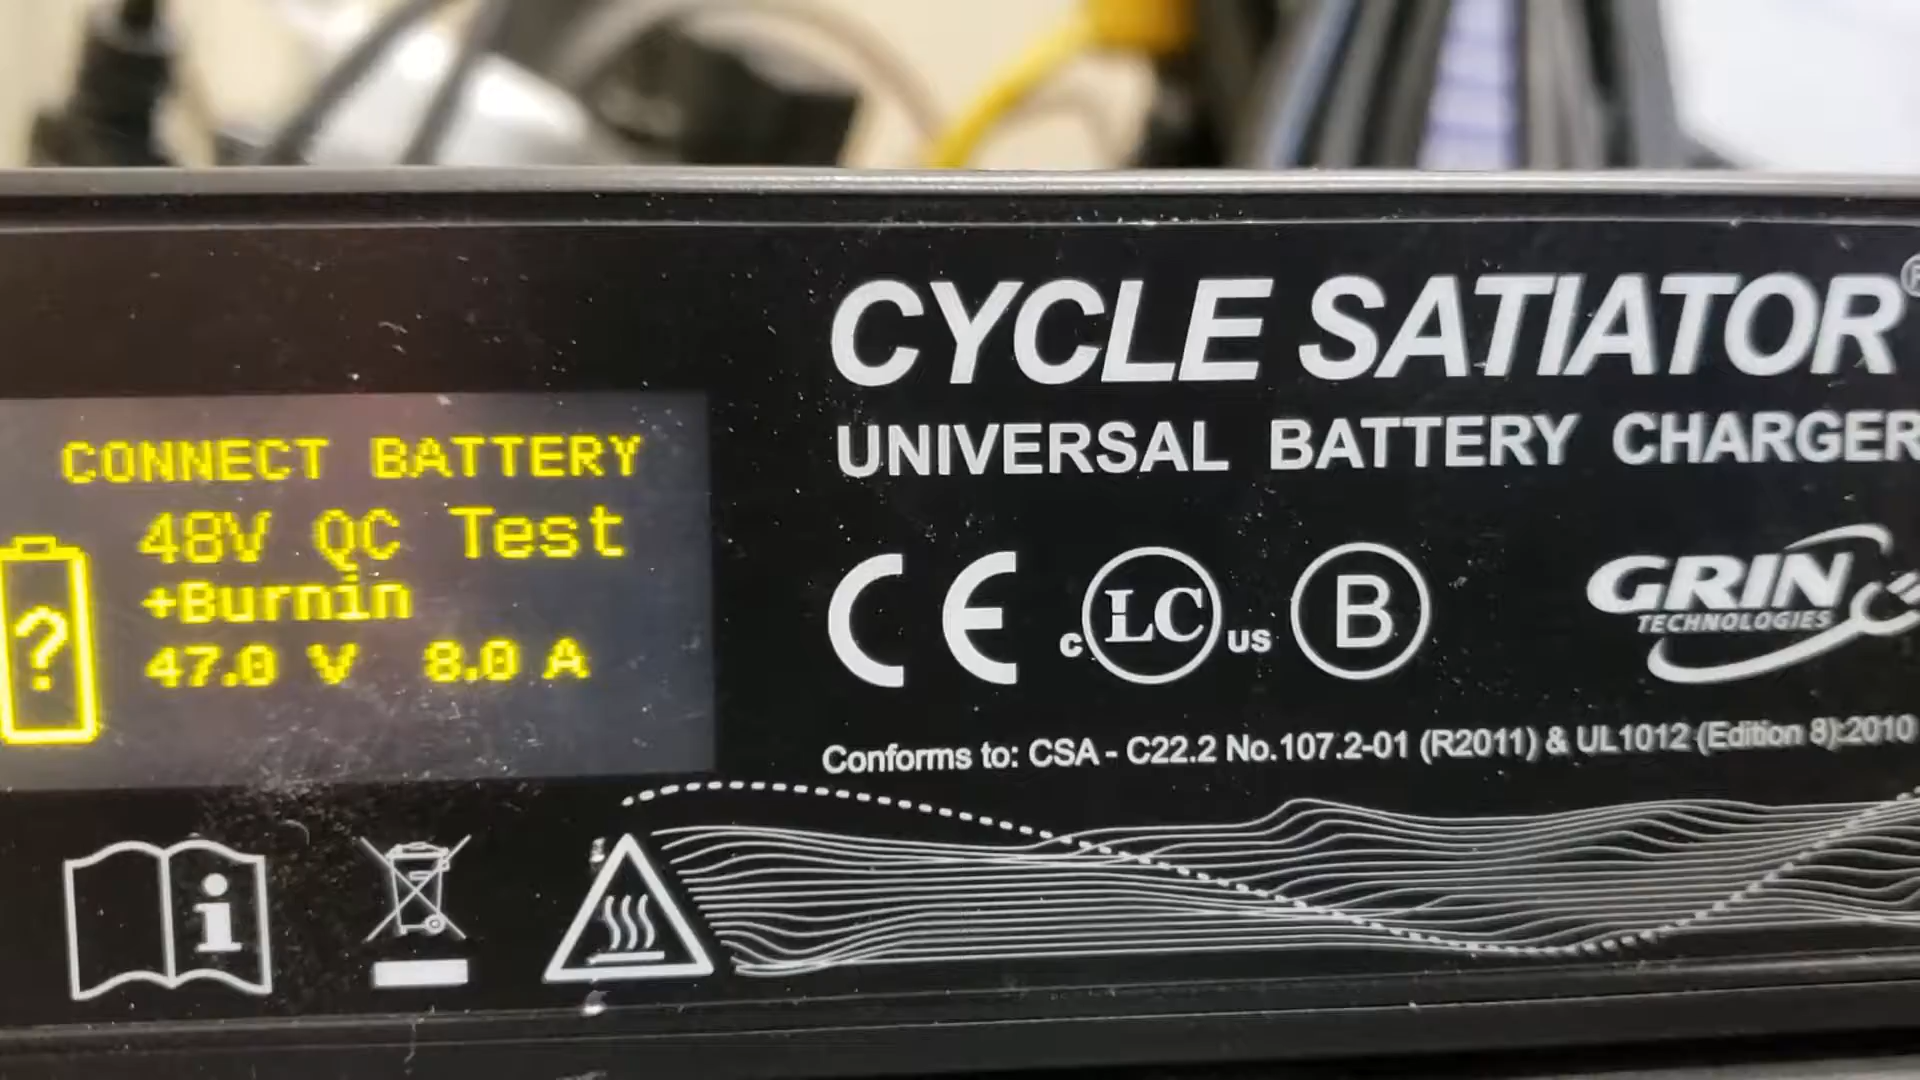 CYCLE SATIATOR®
UNIVERSAL BATTERY CHARGER
CONNECT BATTERY
48V QC Test
+Burnin
47.0 V 8.0 A
?
CE
c LC US
B
GRIN
TECHNOLOGIES
Conforms to: CSA - C22.2 No.107.2-01 (R2011) & UL1012 (Edition 8):2010
i